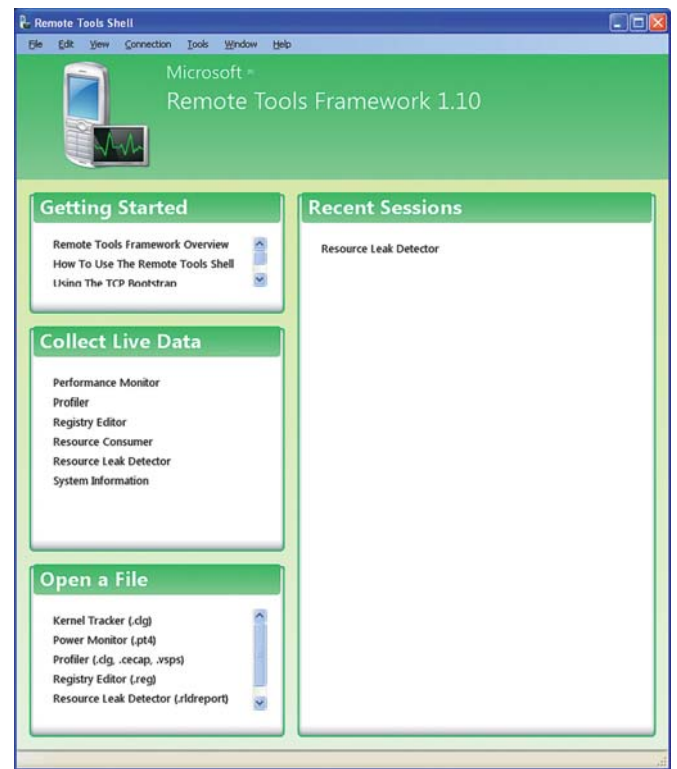 Remote Tools Shell
File Edit View Connection Tools Window Help
Microsoft
Remote Tools Framework 1.10
Getting Started
Remote Tools Framework Overview
How To Use The Remote Tools Shell
Using The TCP Bootstrap
Collect Live Data
Performance Monitor
Profiler
Registry Editor
Resource Consumer
Resource Leak Detector
System Information
Open a File
Kernel Tracker (.clg)
Power Monitor (.pt4)
Profiler (.clg, .cecap, .vsps)
Registry Editor (.reg)
Resource Leak Detector (.rldreport)
Recent Sessions
Resource Leak Detector